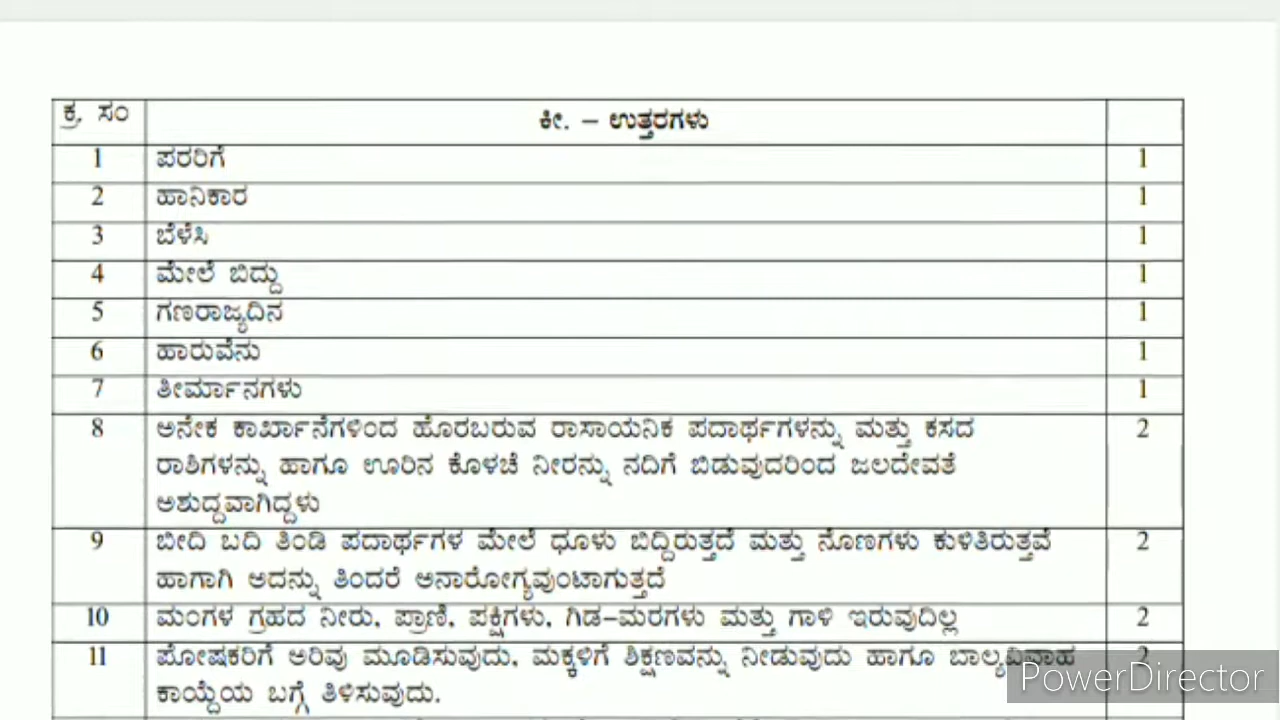 ಕ್ರ. ಸಂ ಕೀ. – ಉತ್ತರಗಳು
1 ಪರರಿಗೆ 1
2 ಹಾನಿಕಾರ 1
3 ಬೆಳೆಸಿ 1
4 ಮೇಲೆ ಬಿದ್ದು 1
5 ಗಣರಾಜ್ಯದಿನ 1
6 ಹಾರುವೆನು 1
7 ತೀರ್ಮಾನಗಳು 1
8 ಅನೇಕ ಕಾರ್ಖಾನೆಗಳಿಂದ ಹೊರಬರುವ ರಾಸಾಯನಿಕ ಪದಾರ್ಥಗಳನ್ನು ಮತ್ತು ಕಸದ 2
ರಾಶಿಗಳನ್ನು ಹಾಗೂ ಊರಿನ ಕೊಳಚೆ ನೀರನ್ನು ನದಿಗೆ ಬಿಡುವುದರಿಂದ ಜಲದೇವತೆ
ಅಶುದ್ದವಾಗಿದ್ದಳು
9 ಬೀದಿ ಬದಿ ತಿಂಡಿ ಪದಾರ್ಥಗಳ ಮೇಲೆ ಧೂಳು ಬಿದ್ದಿರುತ್ತದೆ ಮತ್ತು ನೊಣಗಳು ಕುಳಿತಿರುತ್ತವೆ 2
ಹಾಗಾಗಿ ಅದನ್ನು ತಿಂದರೆ ಅನಾರೋಗ್ಯವುಂಟಾಗುತ್ತದೆ
10 ಮಂಗಳ ಗ್ರಹದ ನೀರು, ಪ್ರಾಣಿ, ಪಕ್ಷಿಗಳು, ಗಿಡ–ಮರಗಳು ಮತ್ತು ಗಾಳಿ ಇರುವುದಿಲ್ಲ 2
11 ಪೋಷಕರಿಗೆ ಅರಿವು ಮೂಡಿಸುವುದು, ಮಕ್ಕಳಿಗೆ ಶಿಕ್ಷಣವನ್ನು ನೀಡುವುದು ಹಾಗೂ ಬಾಲ್ಯವಿವಾಹ 2
ಕಾಯ್ದೆಯ ಬಗ್ಗೆ ತಿಳಿಸುವುದು.
PowerDirector